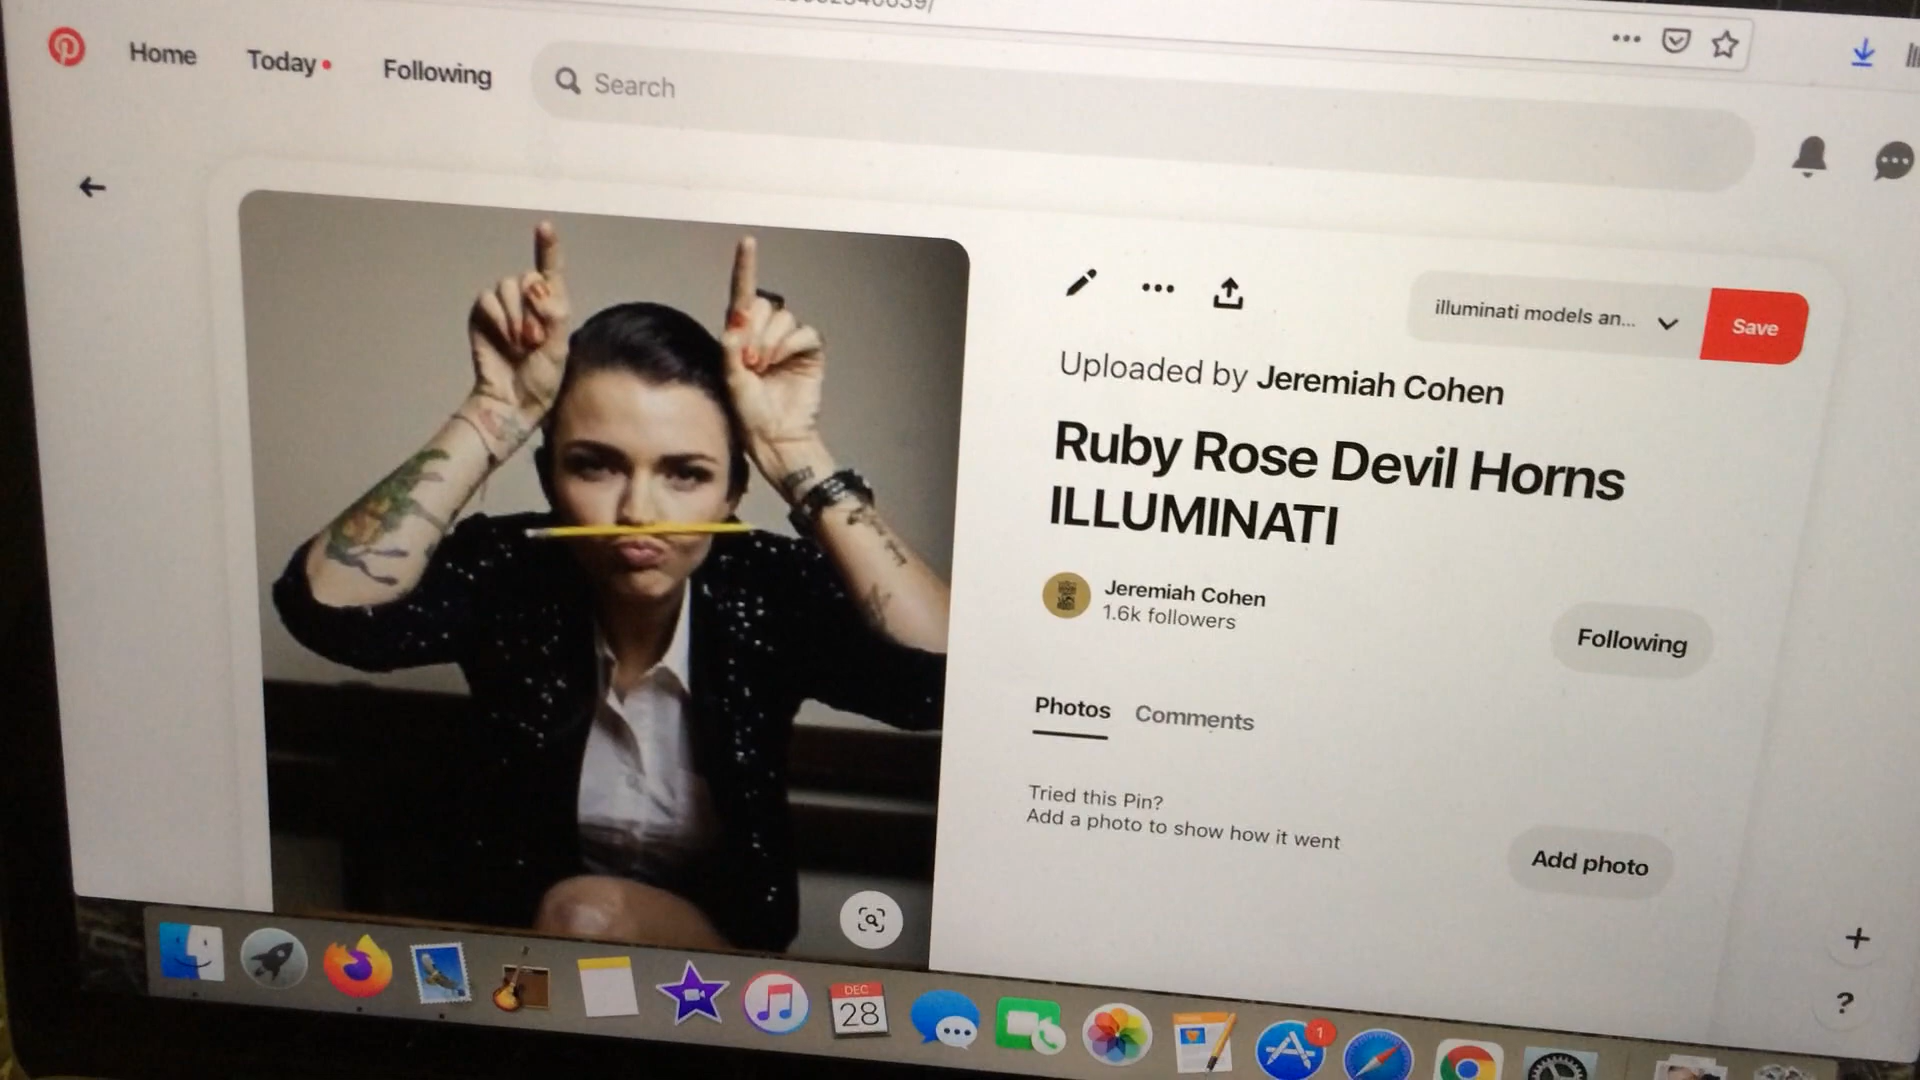 Home
Today
Following
Search
illuminati models an...
Save
Uploaded by Jeremiah Cohen
Ruby Rose Devil Horns
ILLUMINATI
Jeremiah Cohen
1.6k followers
Following
Photos
Comments
Tried this Pin?
Add a photo to show how it went
Add photo
?
DEC
28
1